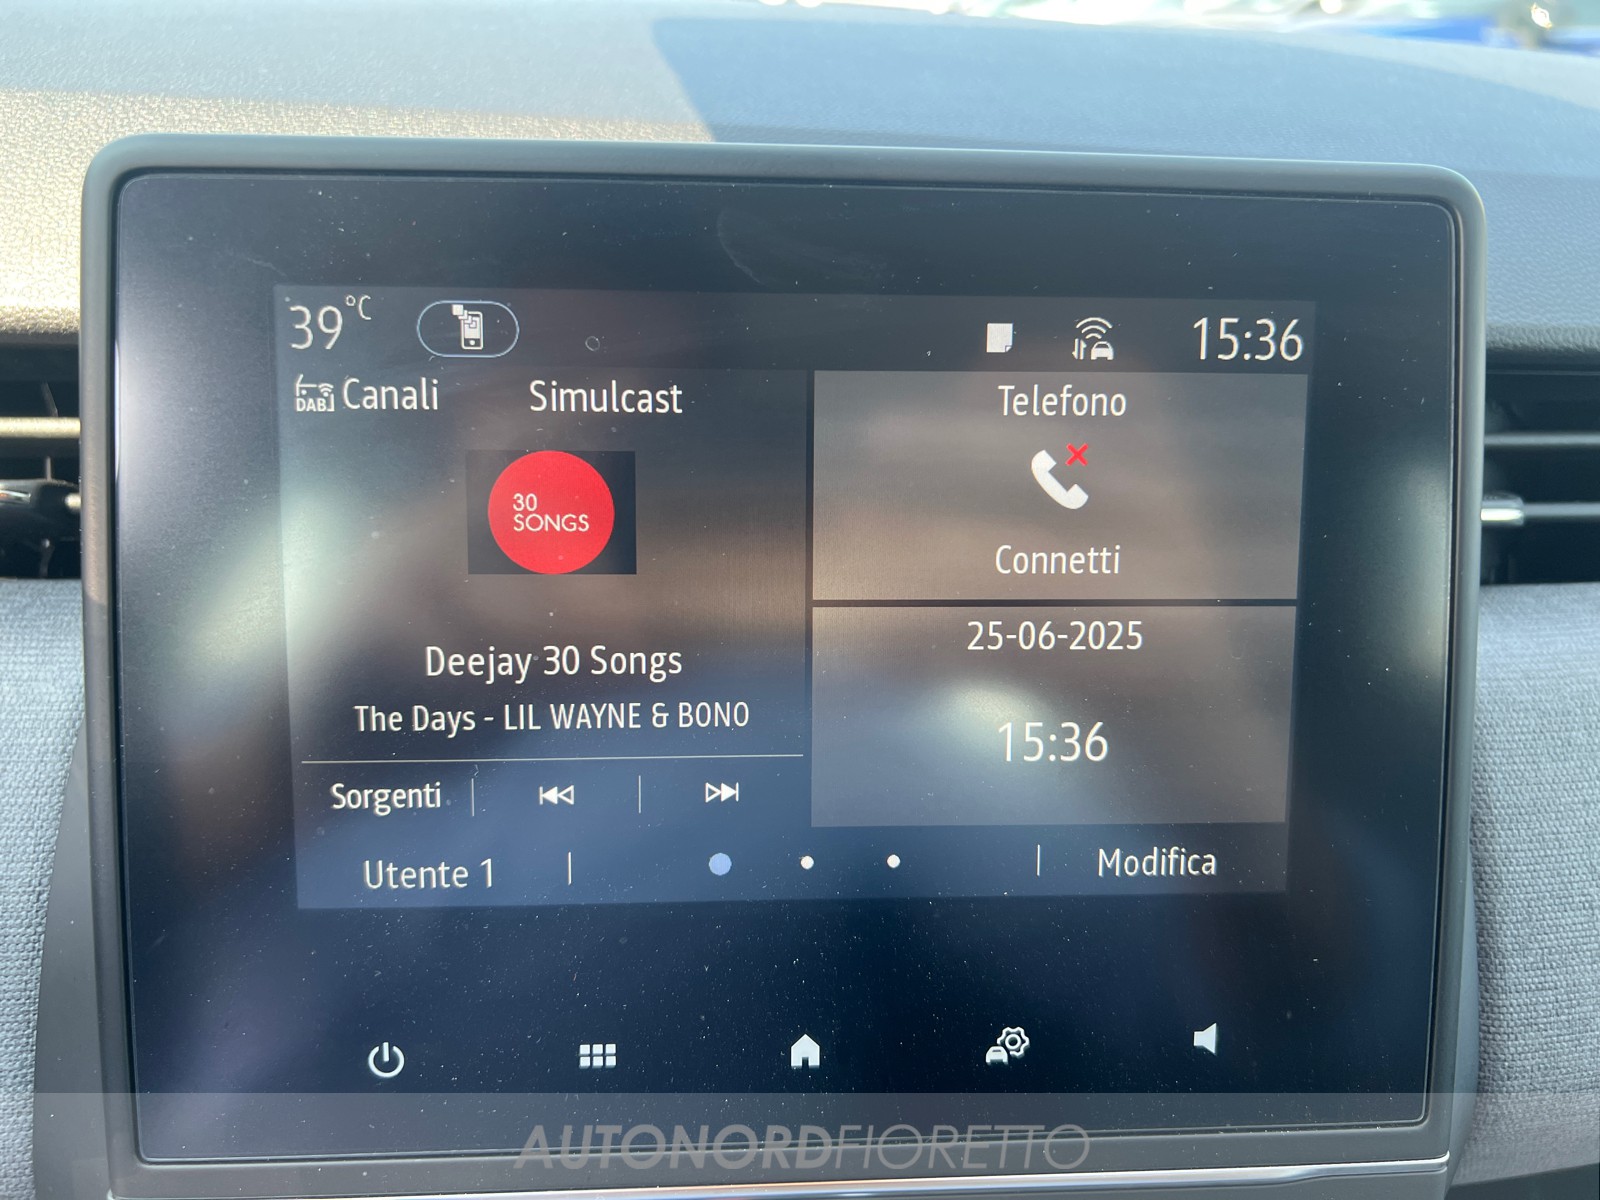 39°C
15:36
DAB Canali
Simulcast
30
SONGS
Deejay 30 Songs
The Days - LIL WAYNE & BONO
Sorgenti
Telefono
Connetti
25-06-2025
15:36
Utente 1
Modifica
AUTONORDFIORETTO